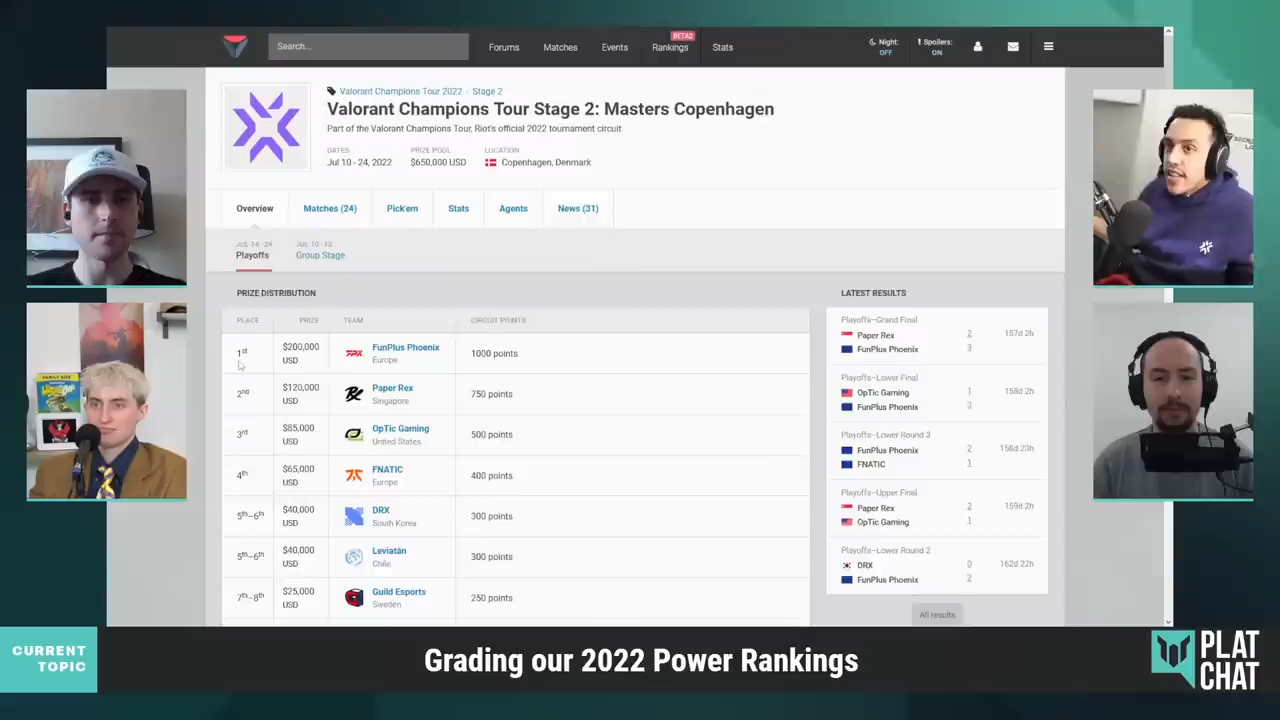 Search...
Forums
Matches
Events
Rankings
BETA2
Stats
Night:
OFF
Spoilers:
ON
Valorant Champions Tour 2022 - Stage 2
Valorant Champions Tour Stage 2: Masters Copenhagen
Part of the Valorant Champions Tour, Riot's official 2022 tournament circuit
DATES
Jul 10 - 24, 2022
PRIZE POOL
$650,000 USD
LOCATION
Copenhagen, Denmark
Overview
Matches (24)
Pick'em
Stats
Agents
News (31)
JUL 14-24
Playoffs
JUL 10-13
Group Stage
PRIZE DISTRIBUTION
PLACE PRIZE TEAM CIRCUIT POINTS
1st $200,000 USD FunPlus Phoenix Europe 1000 points
2nd $120,000 USD Paper Rex Singapore 750 points
3rd $85,000 USD OpTic Gaming United States 500 points
4th $65,000 USD FNATIC Europe 400 points
5th-6th $40,000 USD DRX South Korea 300 points
5th-6th $40,000 USD Leviatán Chile 300 points
7th-8th $25,000 USD Guild Esports Sweden 250 points
LATEST RESULTS
Playoffs-Grand Final
Paper Rex 2 157d 2h
FunPlus Phoenix 3
Playoffs-Lower Final
OpTic Gaming 1 158d 2h
FunPlus Phoenix 3
Playoffs-Lower Round 3
FunPlus Phoenix 2 158d 23h
FNATIC 1
Playoffs-Upper Final
Paper Rex 2 159d 2h
OpTic Gaming 1
Playoffs-Lower Round 2
DRX 0 162d 22h
FunPlus Phoenix 2
All results
CURRENT
TOPIC
Grading our 2022 Power Rankings
PLAT
CHAT